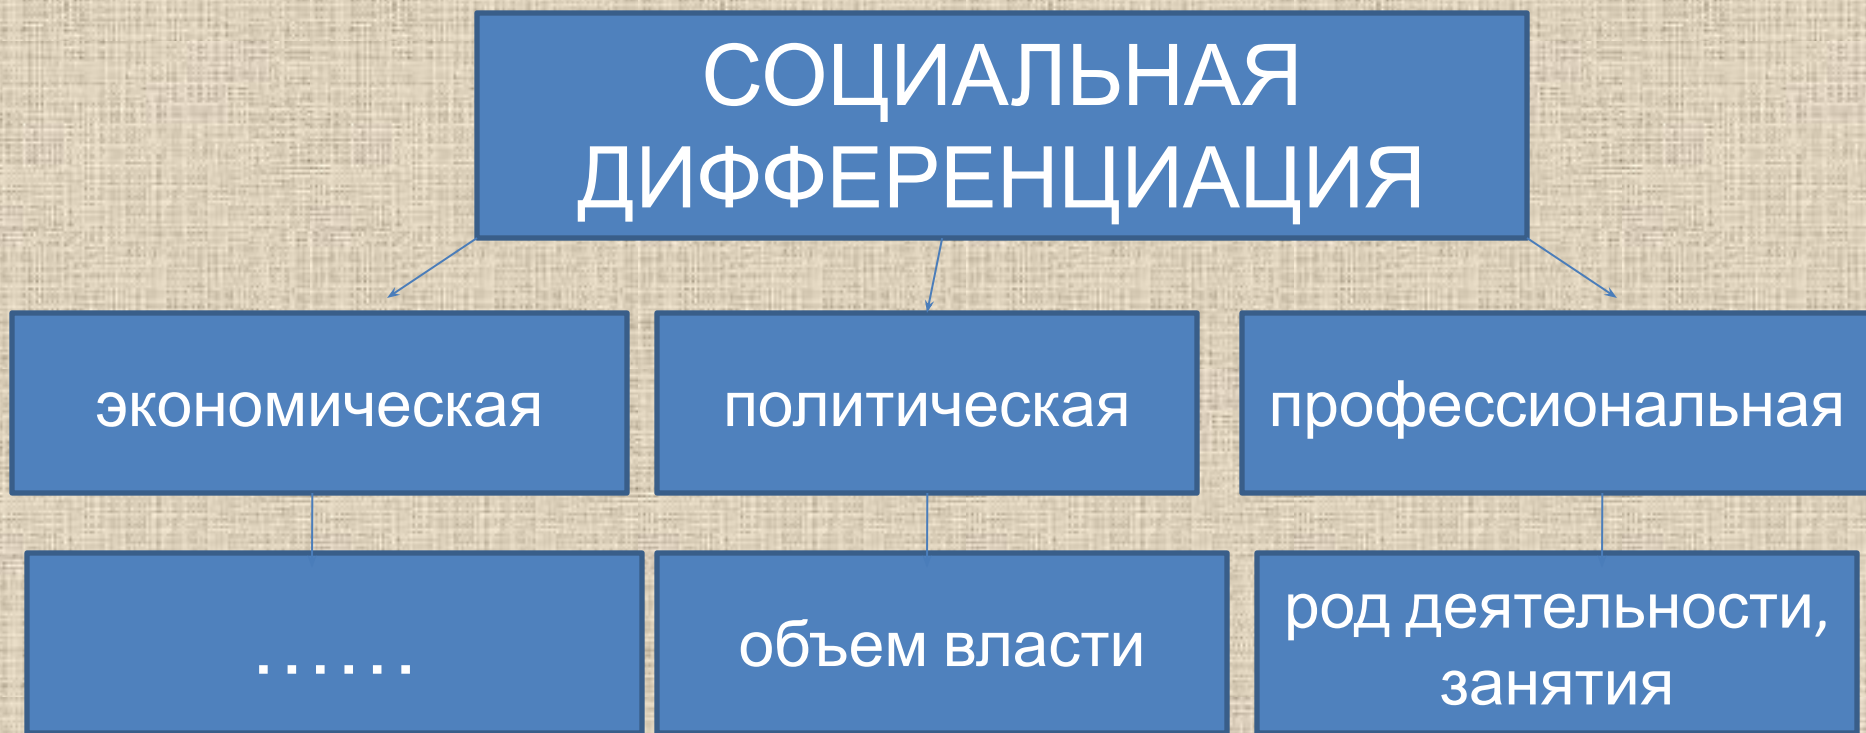 СОЦИАЛЬНАЯ
ДИФФЕРЕНЦИАЦИЯ
экономическая
политическая
профессиональная
......
объем власти
род деятельности,
занятия